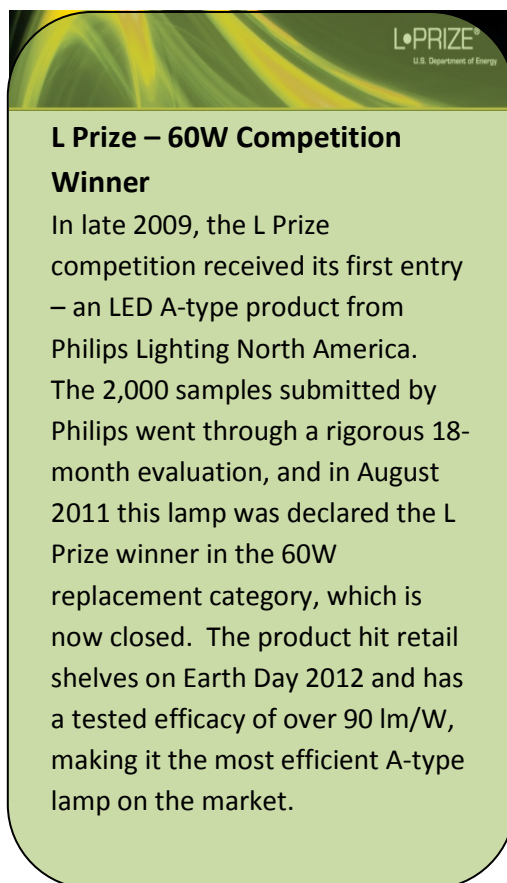 L•PRIZE®
U.S. Department of Energy
L Prize – 60W Competition
Winner
In late 2009, the L Prize
competition received its first entry
– an LED A-type product from
Philips Lighting North America.
The 2,000 samples submitted by
Philips went through a rigorous 18-
month evaluation, and in August
2011 this lamp was declared the L
Prize winner in the 60W
replacement category, which is
now closed.  The product hit retail
shelves on Earth Day 2012 and has
a tested efficacy of over 90 lm/W,
making it the most efficient A-type
lamp on the market.